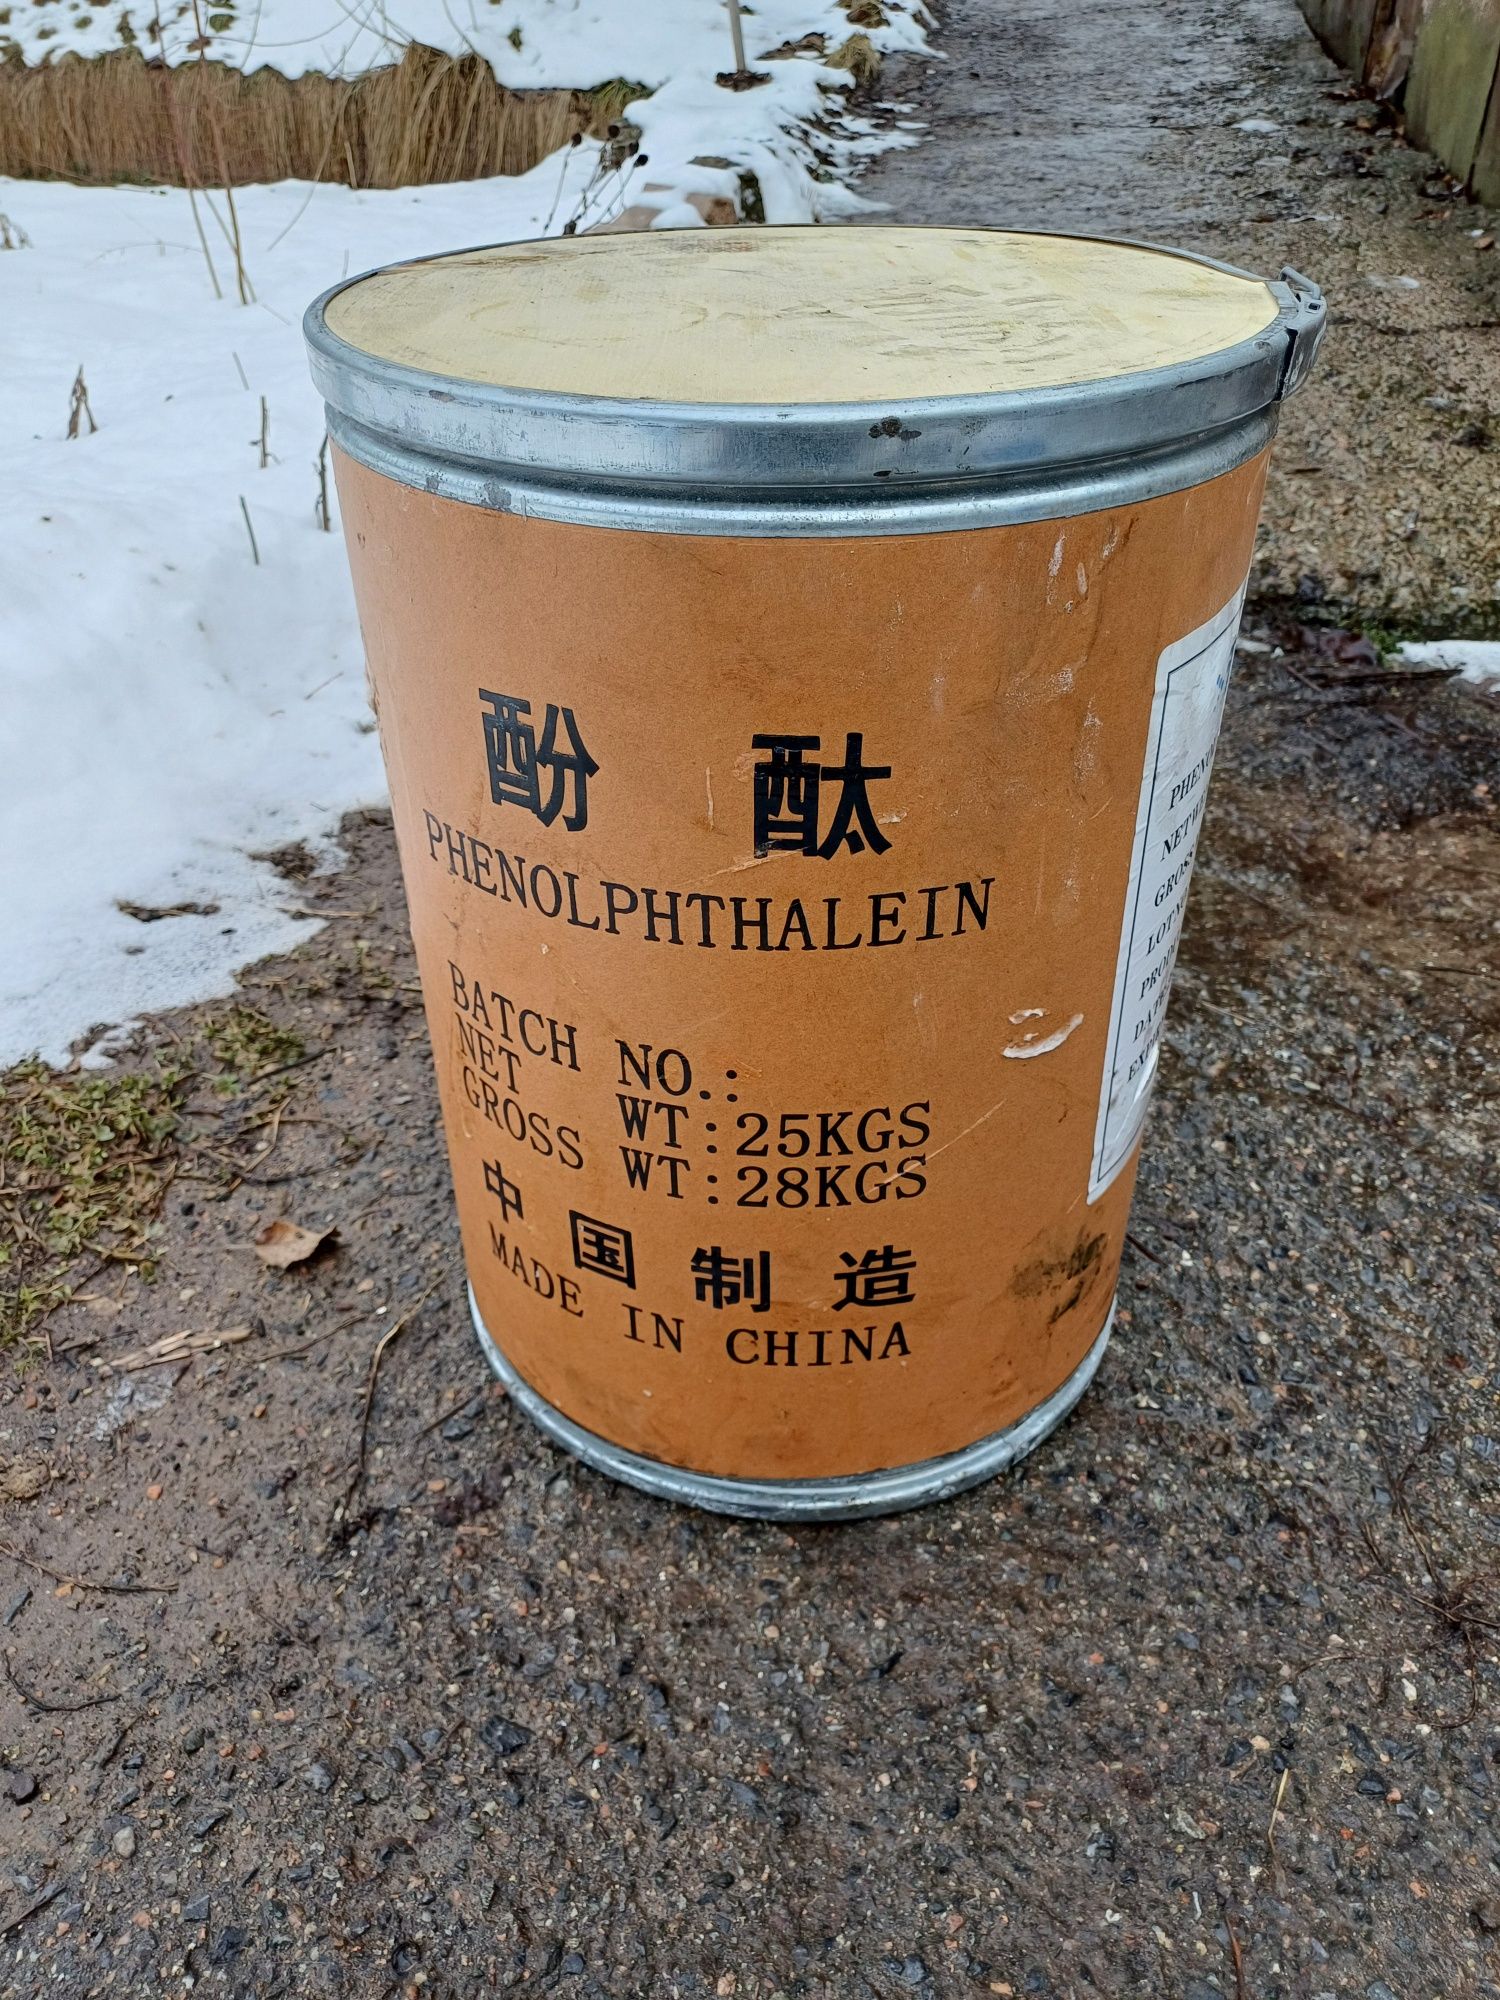 酚 酞
PHENOLPHTHALEIN
BATCH NO.:
NET WT:25KGS
GROSS WT:28KGS
中国制造
MADE IN CHINA